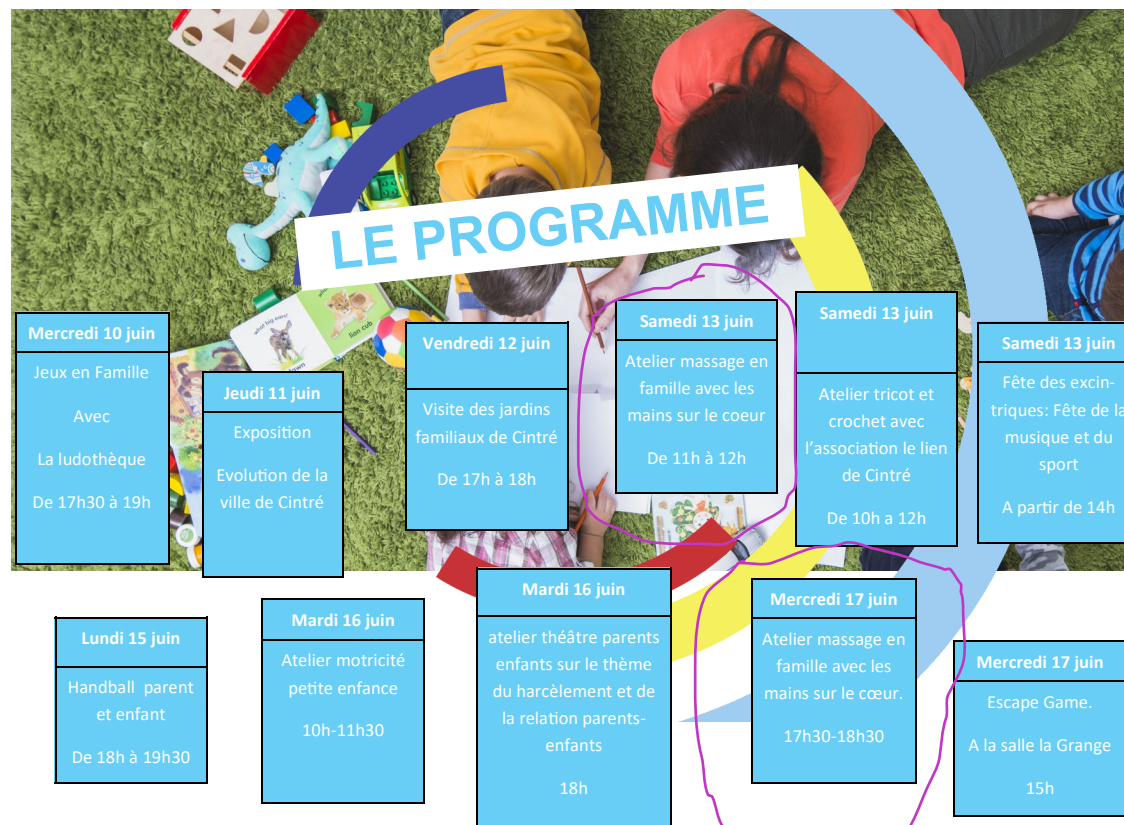 LE PROGRAMME
Mercredi 10 juin
Jeux en Famille
Avec
La ludothèque
De 17h30 à 19h
Jeudi 11 juin
Exposition
Evolution de la
ville de Cintré
Vendredi 12 juin
Visite des jardins
familiaux de Cintré
De 17h à 18h
Samedi 13 juin
Atelier massage en
famille avec les
mains sur le coeur
De 11h à 12h
Samedi 13 juin
Atelier tricot et
crochet avec
l’association le lien
de Cintré
De 10h a 12h
Samedi 13 juin
Fête des excin-
triques: Fête de la
musique et du
sport
A partir de 14h
Lundi 15 juin
Handball parent
et enfant
De 18h à 19h30
Mardi 16 juin
Atelier motricité
petite enfance
10h-11h30
Mardi 16 juin
atelier théâtre parents
enfants sur le thème
du harcèlement et de
la relation parents-
enfants
18h
Mercredi 17 juin
Atelier massage en
famille avec les
mains sur le cœur.
17h30-18h30
Mercredi 17 juin
Escape Game.
A la salle la Grange
15h
lion cub